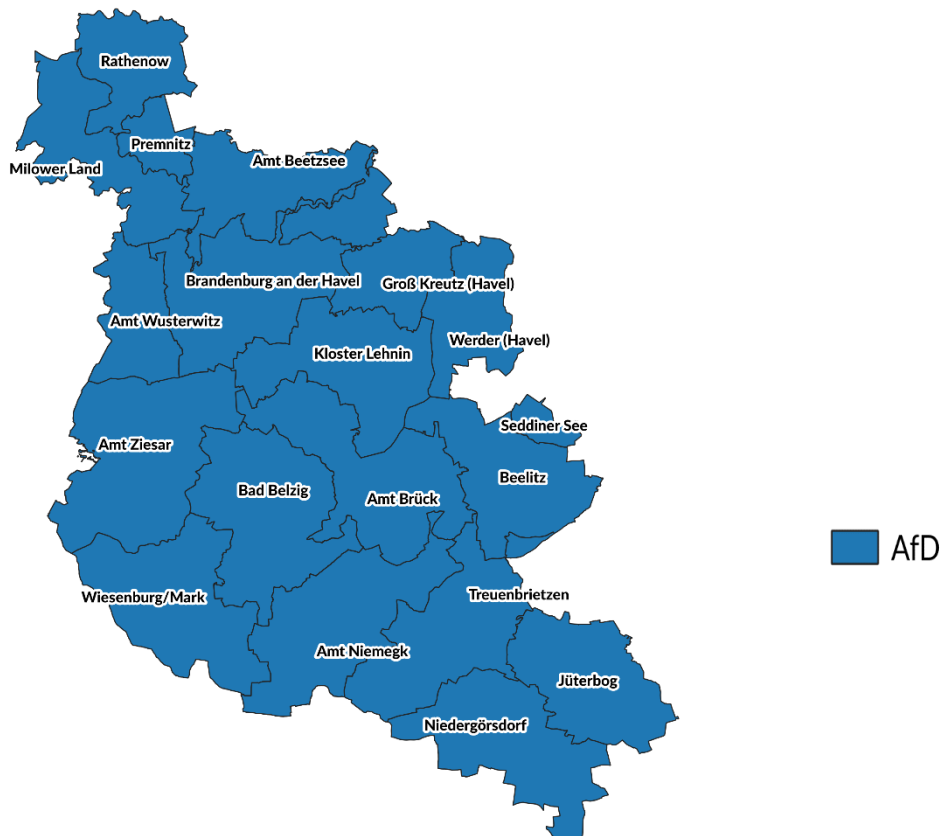 Rathenow
Premnitz
Amt Beetzsee
Milower Land
Brandenburg an der Havel
Groß Kreutz (Havel)
Amt Wusterwitz
Werder (Havel)
Kloster Lehnin
Seddiner See
Amt Ziesar
Beelitz
Bad Belzig
Amt Brück
AfD
Wiesenburg/Mark
Treuenbrietzen
Amt Niemegk
Jüterbog
Niedergörsdorf